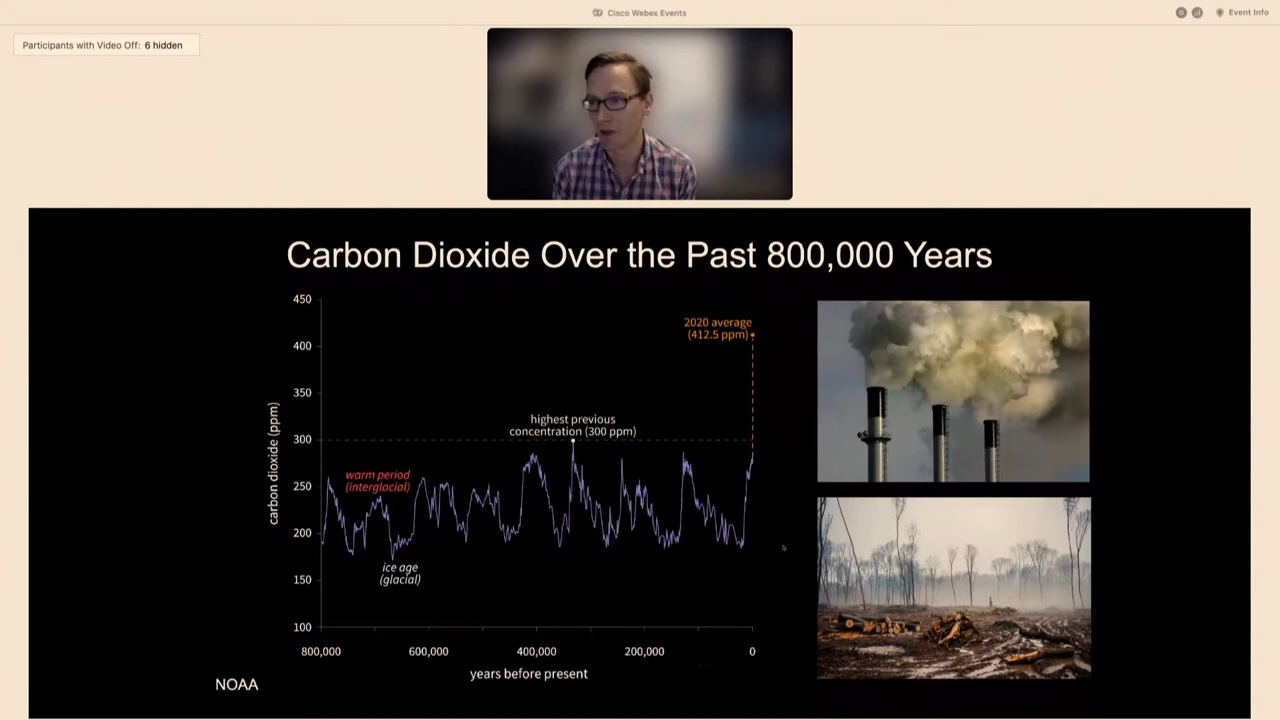 Cisco Webex Events
Event Info
Participants with Video Off: 6 hidden
Carbon Dioxide Over the Past 800,000 Years
450
400
350
300
250
200
150
100
carbon dioxide (ppm)
2020 average
(412.5 ppm)
highest previous
concentration (300 ppm)
warm period
(interglacial)
ice age
(glacial)
800,000
600,000
400,000
200,000
0
years before present
NOAA